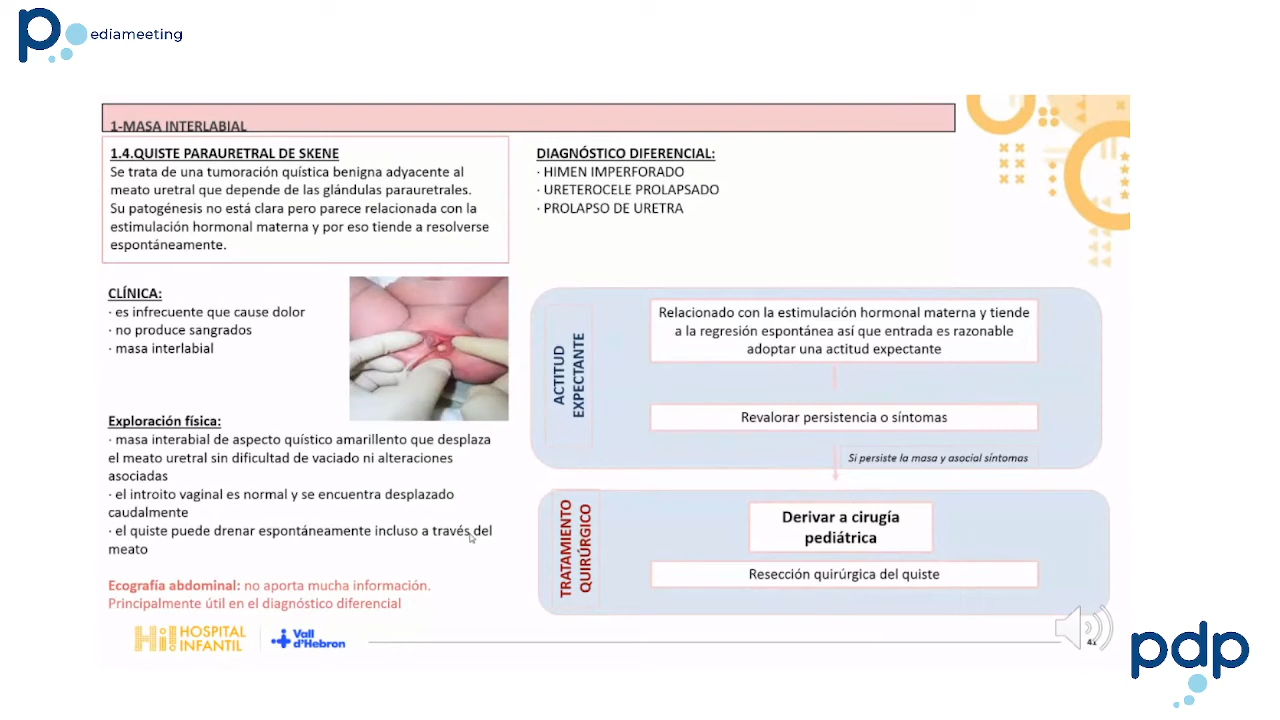 pediameeting
1-MASA INTERLABIAL
1.4.QUISTE PARAURETRAL DE SKENE
Se trata de una tumoración quística benigna adyacente al
meato uretral que depende de las glándulas parauretrales.
Su patogénesis no está clara pero parece relacionada con la
estimulación hormonal materna y por eso tiende a resolverse
espontáneamente.
CLÍNICA:
· es infrecuente que cause dolor
· no produce sangrados
· masa interlabial
Exploración física:
· masa interabial de aspecto quístico amarillento que desplaza
el meato uretral sin dificultad de vaciado ni alteraciones
asociadas
· el introito vaginal es normal y se encuentra desplazado
caudalmente
· el quiste puede drenar espontáneamente incluso a través del
meato
Ecografía abdominal: no aporta mucha información.
Principalmente útil en el diagnóstico diferencial
DIAGNÓSTICO DIFERENCIAL:
· HIMEN IMPERFORADO
· URETEROCELE PROLAPSADO
· PROLAPSO DE URETRA
ACTITUD
EXPECTANTE
Relacionado con la estimulación hormonal materna y tiende
a la regresión espontánea así que entrada es razonable
adoptar una actitud expectante
Revalorar persistencia o síntomas
Si persiste la masa y asocial síntomas
TRATAMIENTO
QUIRÚRGICO
Derivar a cirugía
pediátrica
Resección quirúrgica del quiste
Hi! HOSPITAL
INFANTIL
Vall
d'Hebron
41
pdp